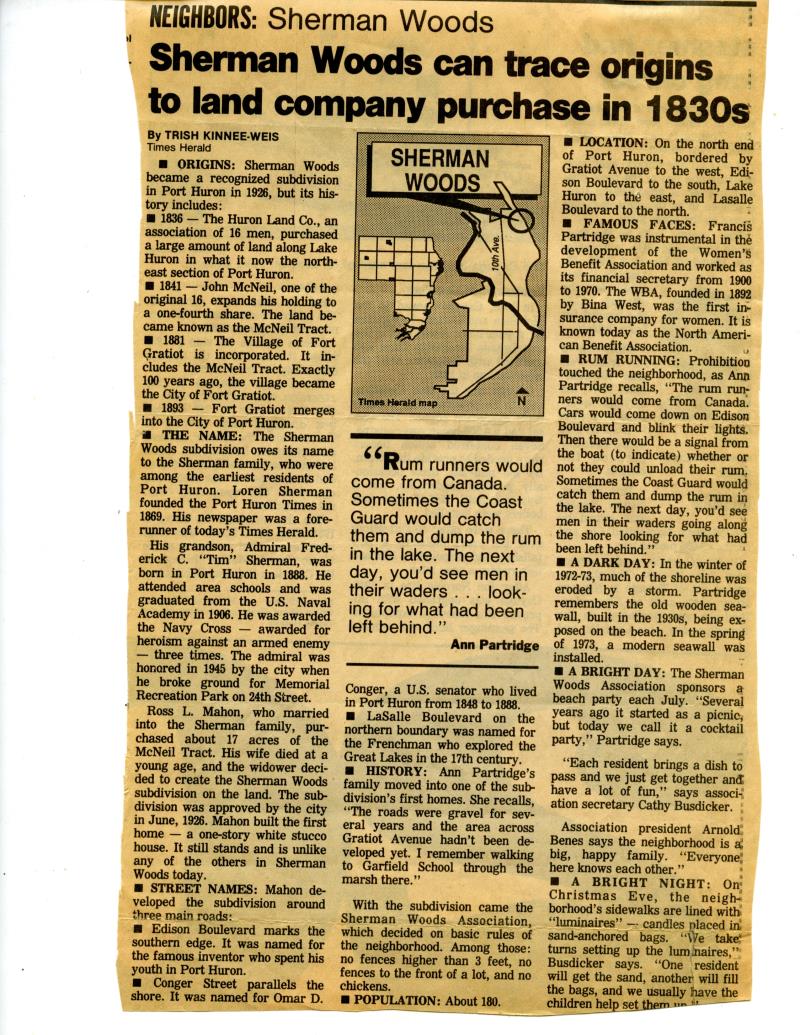 NEIGHBORS: Sherman Woods
Sherman Woods can trace origins
to land company purchase in 1830s
By TRISH KINNEE-WEIS
Times Herald
■ ORIGINS: Sherman Woods
became a recognized subdivision
in Port Huron in 1926, but its his-
tory includes:
■ 1836 — The Huron Land Co., an
association of 16 men, purchased
a large amount of land along Lake
Huron in what it now the north-
east section of Port Huron.
■ 1841 — John McNeil, one of the
original 16, expands his holding to
a one-fourth share. The land be-
came known as the McNeil Tract.
■ 1881 — The Village of Fort
Gratiot is incorporated. It in-
cludes the McNeil Tract. Exactly
100 years ago, the village became
the City of Fort Gratiot.
■ 1893 — Fort Gratiot merges
into the City of Port Huron.
■ THE NAME: The Sherman
Woods subdivision owes its name
to the Sherman family, who were
among the earliest residents of
Port Huron. Loren Sherman
founded the Port Huron Times in
1869. His newspaper was a fore-
runner of today's Times Herald.
His grandson, Admiral Fred-
erick C. "Tim" Sherman, was
born in Port Huron in 1888. He
attended area schools and was
graduated from the U.S. Naval
Academy in 1906. He was awarded
the Navy Cross — awarded for
heroism against an armed enemy
— three times. The admiral was
honored in 1945 by the city when
he broke ground for Memorial
Recreation Park on 24th Street.
Ross L. Mahon, who married
into the Sherman family, pur-
chased about 17 acres of the
McNeil Tract. His wife died at a
young age, and the widower deci-
ded to create the Sherman Woods
subdivision on the land. The sub-
division was approved by the city
in June, 1926. Mahon built the first
home — a one-story white stucco
house. It still stands and is unlike
any of the others in Sherman
Woods today.
■ STREET NAMES: Mahon de-
veloped the subdivision around
three main roads:
■ Edison Boulevard marks the
southern edge. It was named for
the famous inventor who spent his
youth in Port Huron.
■ Conger Street parallels the
shore. It was named for Omar D.
SHERMAN
WOODS
10th Ave.
Times Herald map
N
"Rum runners would
come from Canada.
Sometimes the Coast
Guard would catch
them and dump the rum
in the lake. The next
day, you'd see men in
their waders . . . look-
ing for what had been
left behind."
Ann Partridge
Conger, a U.S. senator who lived
in Port Huron from 1848 to 1888.
■ LaSalle Boulevard on the
northern boundary was named for
the Frenchman who explored the
Great Lakes in the 17th century.
■ HISTORY: Ann Partridge's
family moved into one of the sub-
division's first homes. She recalls,
"The roads were gravel for sev-
eral years and the area across
Gratiot Avenue hadn't been de-
veloped yet. I remember walking
to Garfield School through the
marsh there."
With the subdivision came the
Sherman Woods Association,
which decided on basic rules of
the neighborhood. Among those:
no fences higher than 3 feet, no
fences to the front of a lot, and no
chickens.
■ POPULATION: About 180.
■ LOCATION: On the north end
of Port Huron, bordered by
Gratiot Avenue to the west, Edi-
son Boulevard to the south, Lake
Huron to the east, and Lasalle
Boulevard to the north.
■ FAMOUS FACES: Francis
Partridge was instrumental in the
development of the Women's
Benefit Association and worked as
its financial secretary from 1900
to 1970. The WBA, founded in 1892
by Bina West, was the first in-
surance company for women. It is
known today as the North Ameri-
can Benefit Association.
■ RUM RUNNING: Prohibition
touched the neighborhood, as Ann
Partridge recalls, "The rum run-
ners would come from Canada.
Cars would come down on Edison
Boulevard and blink their lights.
Then there would be a signal from
the boat (to indicate) whether or
not they could unload their rum.
Sometimes the Coast Guard would
catch them and dump the rum in
the lake. The next day, you'd see
men in their waders going along
the shore looking for what had
been left behind."
■ A DARK DAY: In the winter of
1972-73, much of the shoreline was
eroded by a storm. Partridge
remembers the old wooden sea-
wall, built in the 1930s, being ex-
posed on the beach. In the spring
of 1973, a modern seawall was
installed.
■ A BRIGHT DAY: The Sherman
Woods Association sponsors a
beach party each July. "Several
years ago it started as a picnic,
but today we call it a cocktail
party," Partridge says.
"Each resident brings a dish to
pass and we just get together and
have a lot of fun," says associ-
ation secretary Cathy Busdicker.
Association president Arnold
Benes says the neighborhood is a
big, happy family. "Everyone
here knows each other."
■ A BRIGHT NIGHT: On
Christmas Eve, the neigh-
borhood's sidewalks are lined with
"luminaires" — candles placed in
sand-anchored bags. "We take
turns setting up the luminaires,"
Busdicker says. "One resident
will get the sand, another will fill
the bags, and we usually have the
children help set them up."